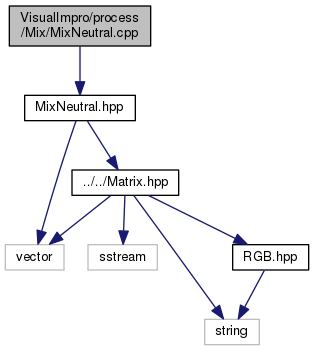 VisualImpro/process
/Mix/MixNeutral.cpp
MixNeutral.hpp
../../Matrix.hpp
vector
sstream
RGB.hpp
string